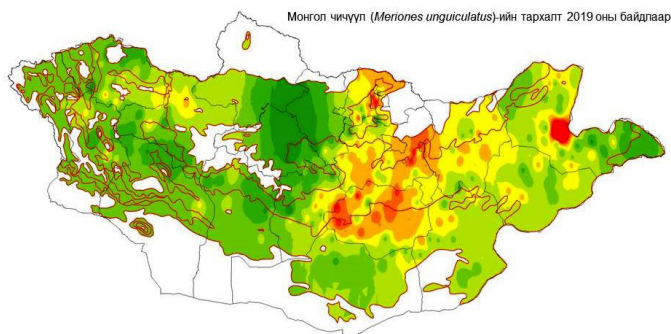 Монгол чичүүл (Meriones unguiculatus)-ийн тархалт 2019 оны байдлаар